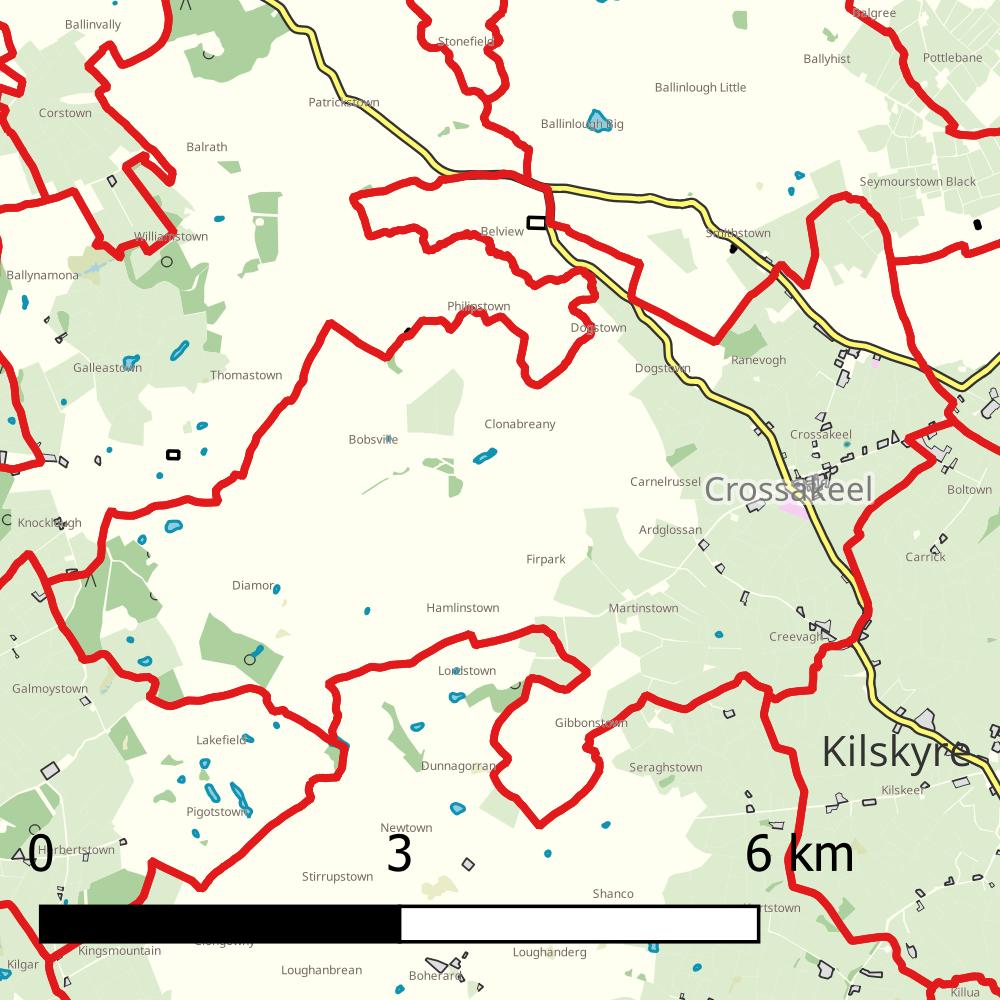 Balgree
Ballinvally
Stonefield
Ballyhist
Pottlebane
Ballinlough Little
Patrickstown
Corstown
Ballinlough Big
Balrath
Seymourstown Black
Williamstown
Belview
Smithstown
Ballynamona
Philipstown
Dogstown
Galleastown
Thomastown
Dogstown
Ranevogh
Clonabreany
Bobsville
Crossakeel
Carnelrussel
Crossakeel
Boltown
Knocklough
Ardglossan
Carrick
Firpark
Diamor
Hamlinstown
Martinstown
Creevagh
Lordstown
Galmoystown
Gibbonstown
Lakefield
Kilskyre
Dunnagorran
Seraghstown
Kilskeer
Pigotstown
Newtown
Herbertstown
0
3
6 km
Stirrupstown
Shanco
Kingsmountain
Loughanderg
Kilgar
Loughanbrean
Boherard
Killua